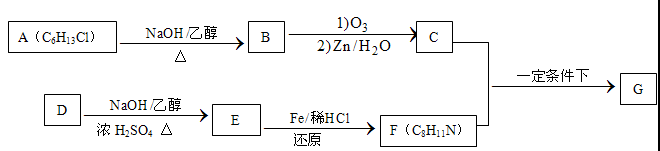 A（C₆H₁₃Cl） NaOH/乙醇 △ B 1)O₃ 2)Zn/H₂O C
一定条件下 G
D NaOH/乙醇 浓 H₂SO₄ △ E Fe/稀HCl 还原 F（C₈H₁₁N）